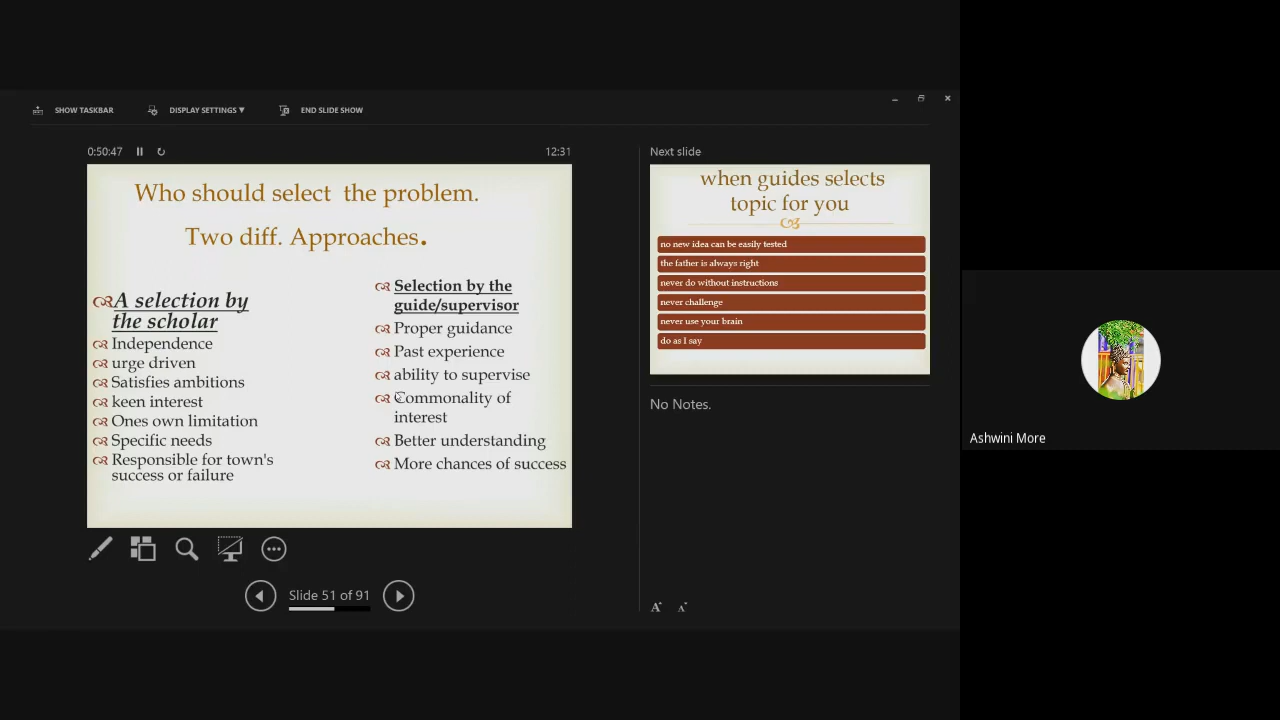 SHOW TASKBAR
DISPLAY SETTINGS ▼
END SLIDE SHOW
0:50:47
12:31
Who should select the problem.
Two diff. Approaches.
A selection by
the scholar
Independence
urge driven
Satisfies ambitions
keen interest
Ones own limitation
Specific needs
Responsible for town's
success or failure
Selection by the
guide/supervisor
Proper guidance
Past experience
ability to supervise
Commonality of
interest
Better understanding
More chances of success
Slide 51 of 91
Next slide
when guides selects
topic for you
no new idea can be easily tested
the father is always right
never do without instructions
never challenge
never use your brain
do as I say
No Notes.
A A
Ashwini More